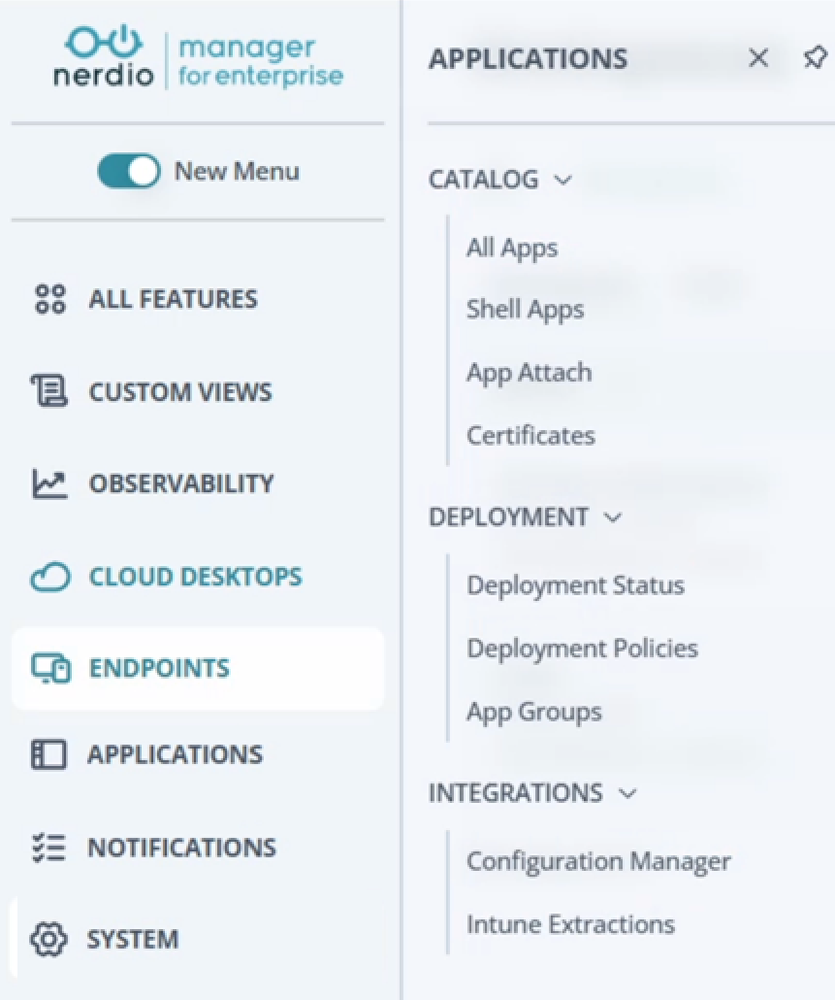 nerdio
manager
for enterprise
New Menu
ALL FEATURES
CUSTOM VIEWS
OBSERVABILITY
CLOUD DESKTOPS
ENDPOINTS
APPLICATIONS
NOTIFICATIONS
SYSTEM
APPLICATIONS
CATALOG
All Apps
Shell Apps
App Attach
Certificates
DEPLOYMENT
Deployment Status
Deployment Policies
App Groups
INTEGRATIONS
Configuration Manager
Intune Extractions